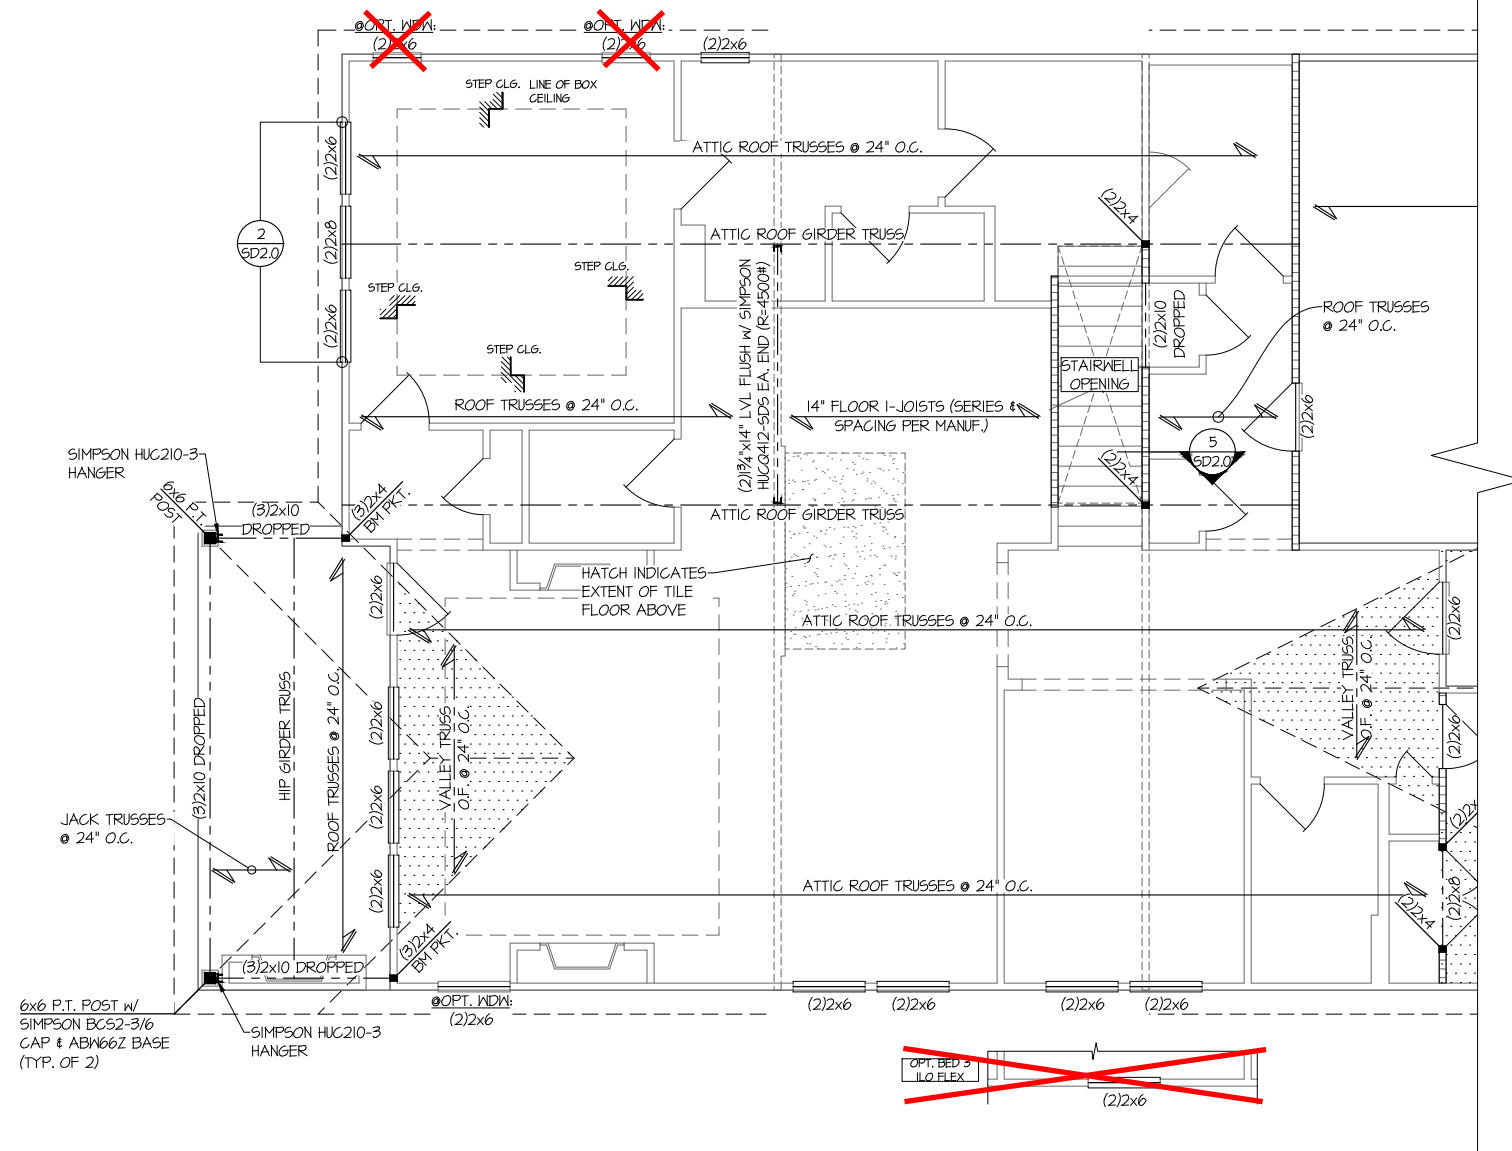 @OPT. WDW:
(2)2x6
@OPT. WDW:
(2)2x6
(2)2x6
STEP CLG.
LINE OF BOX
CEILING
(2)2x6
(2)2x8
(2)2x6
2
SD2.0
ATTIC ROOF TRUSSES @ 24" O.C.
(2)2x4
ATTIC ROOF GIRDER TRUSS
STEP CLG.
STEP CLG.
STEP CLG.
(2)1¾"x14" LVL FLUSH W/ SIMPSON
HUCQ412-SDS EA. END (R=4500#)
(2)2x10
DROPPED
ROOF TRUSSES
@ 24" O.C.
STAIRWELL
OPENING
ROOF TRUSSES @ 24" O.C.
14" FLOOR I-JOISTS (SERIES &
SPACING PER MANUF.)
(2)2x6
5
SD2.0
(2)2x4
SIMPSON HUC210-3
HANGER
6x6 P.T.
POST
(3)2x10
DROPPED
(3)2x4
BM PKT.
ATTIC ROOF GIRDER TRUSS
HATCH INDICATES
EXTENT OF TILE
FLOOR ABOVE
(2)2x6
ATTIC ROOF TRUSSES @ 24" O.C.
(2)2x6
(3)2x10 DROPPED
HIP GIRDER TRUSS
ROOF TRUSSES @ 24" O.C.
(2)2x6
VALLEY TRUSS
O.F. @ 24" O.C.
VALLEY TRUSS
O.F. @ 24" O.C.
(2)2x6
(2)2x6
JACK TRUSSES
@ 24" O.C.
(2)2x6
ATTIC ROOF TRUSSES @ 24" O.C.
(2)2x
(2)2x8
(2)2x4
(3)2x4
BM PKT.
(3)2x10 DROPPED
6x6 P.T. POST W/
SIMPSON BCS2-3/6
CAP & ABW66Z BASE
(TYP. OF 2)
SIMPSON HUC210-3
HANGER
@OPT. WDW:
(2)2x6
(2)2x6
(2)2x6
(2)2x6
(2)2x6
OPT. BED 3
ILO FLEX
(2)2x6